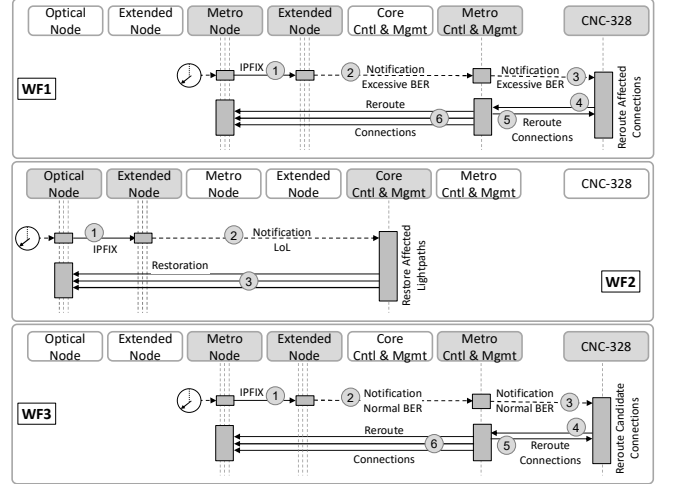 Optical Node
Extended Node
Metro Node
Extended Node
Core Cntl & Mgmt
Metro Cntl & Mgmt
CNC-328
WF1
IPFIX
1
2
Notification
Excessive BER
Notification
Excessive BER
3
4
Reroute
Connections
6
5
Reroute
Connections
Reroute Affected
Connections
Optical Node
Extended Node
Metro Node
Extended Node
Core Cntl & Mgmt
Metro Cntl & Mgmt
CNC-328
1
IPFIX
2
Notification
LoL
Restoration
3
Restore Affected
Lightpaths
WF2
Optical Node
Extended Node
Metro Node
Extended Node
Core Cntl & Mgmt
Metro Cntl & Mgmt
CNC-328
WF3
IPFIX
1
2
Notification
Normal BER
Notification
Normal BER
3
4
Reroute
Connections
6
5
Reroute
Connections
Reroute Candidate
Connections